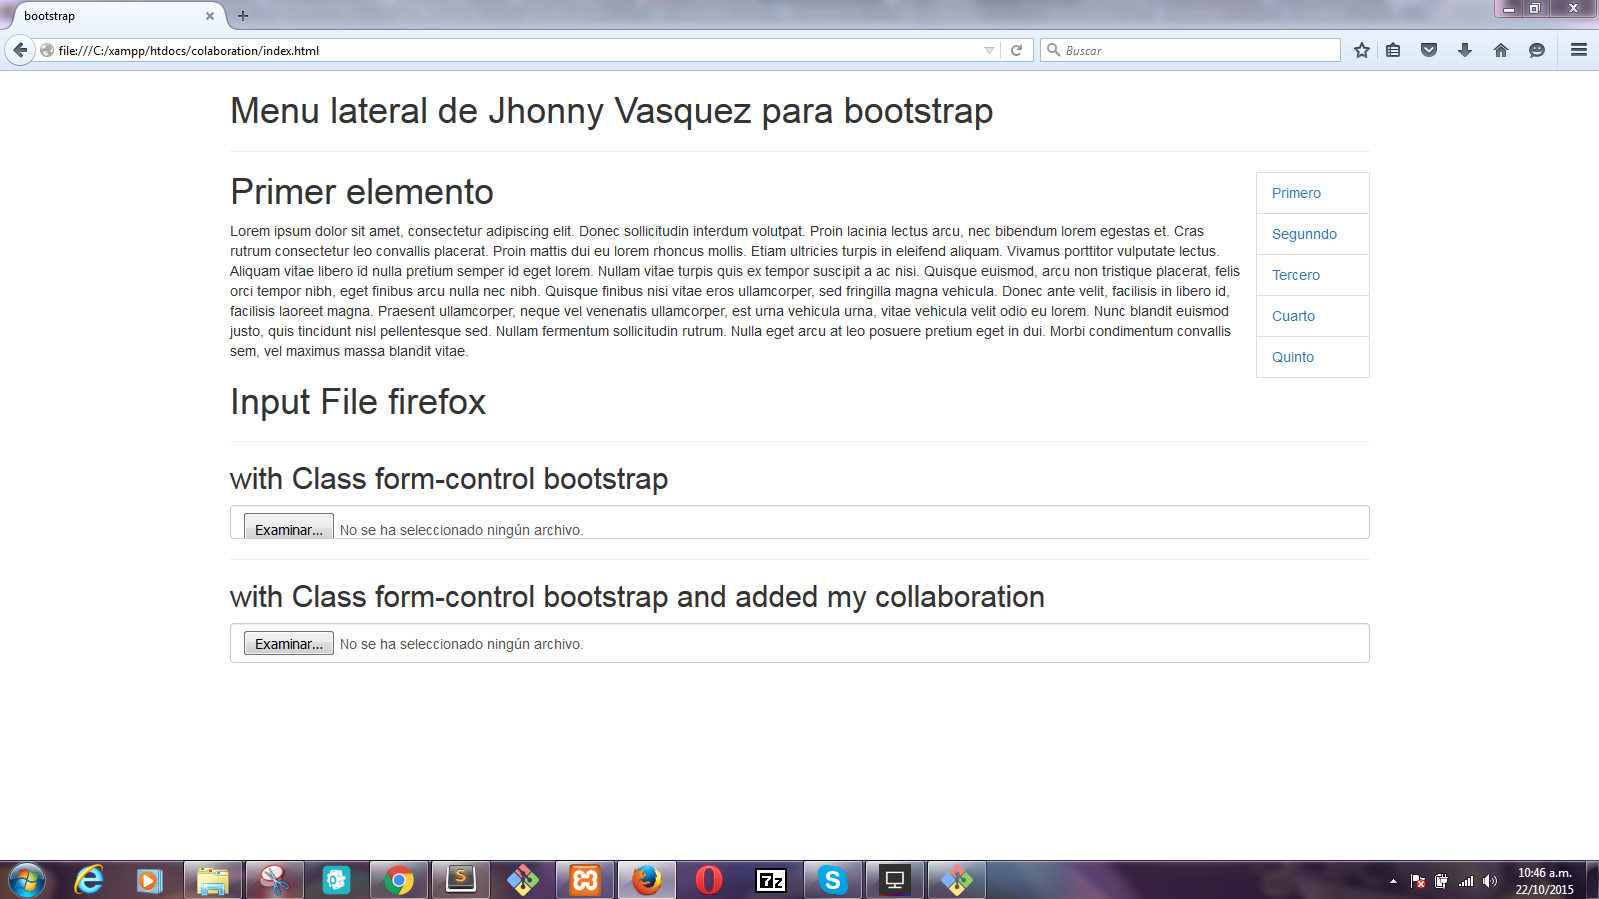 bootstrap
file:///C:/xampp/htdocs/colaboration/index.html
Buscar
Menu lateral de Jhonny Vasquez para bootstrap
Primer elemento
Lorem ipsum dolor sit amet, consectetur adipiscing elit. Donec sollicitudin interdum volutpat. Proin lacinia lectus arcu, nec bibendum lorem egestas et. Cras
rutrum consectetur leo convallis placerat. Proin mattis dui eu lorem rhoncus mollis. Etiam ultricies turpis in eleifend aliquam. Vivamus porttitor vulputate lectus.
Aliquam vitae libero id nulla pretium semper id eget lorem. Nullam vitae turpis quis ex tempor suscipit a ac nisi. Quisque euismod, arcu non tristique placerat, felis
orci tempor nibh, eget finibus arcu nulla nec nibh. Quisque finibus nisi vitae eros ullamcorper, sed fringilla magna vehicula. Donec ante velit, facilisis in libero id,
facilisis laoreet magna. Praesent ullamcorper, neque vel venenatis ullamcorper, est urna vehicula urna, vitae vehicula velit odio eu lorem. Nunc blandit euismod
justo, quis tincidunt nisl pellentesque sed. Nullam fermentum sollicitudin rutrum. Nulla eget arcu at leo posuere pretium eget in dui. Morbi condimentum convallis
sem, vel maximus massa blandit vitae.
Primero
Segunndo
Tercero
Cuarto
Quinto
Input File firefox
with Class form-control bootstrap
Examinar... No se ha seleccionado ningún archivo.
with Class form-control bootstrap and added my collaboration
Examinar... No se ha seleccionado ningún archivo.
7z
10:46 a.m.
22/10/2015